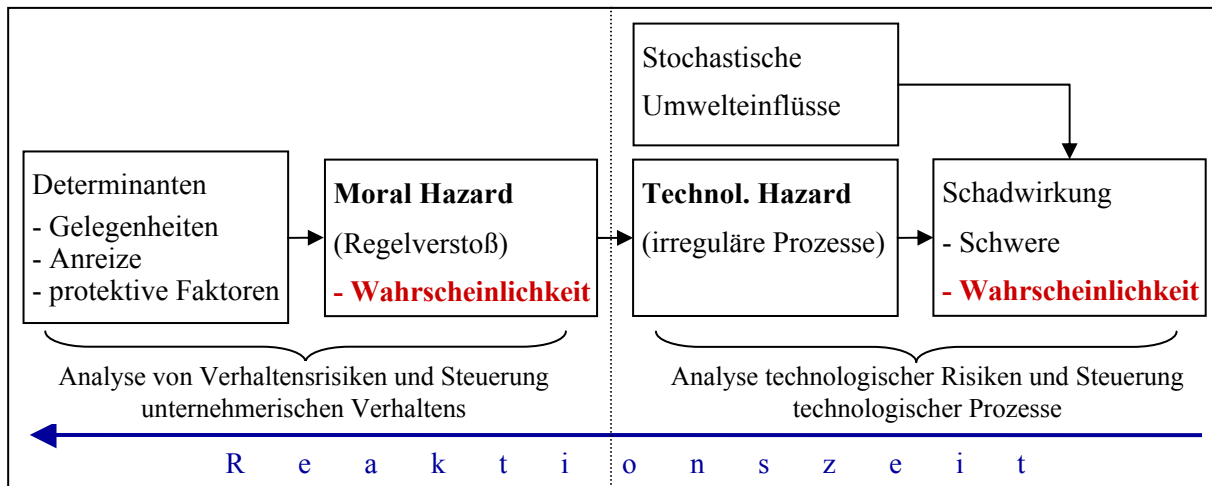 Stochastische
Umwelteinflüsse
Determinanten
- Gelegenheiten
- Anreize
- protektive Faktoren
Moral Hazard
(Regelverstoß)
- Wahrscheinlichkeit
Technol. Hazard
(irreguläre Prozesse)
Schadwirkung
- Schwere
- Wahrscheinlichkeit
Analyse von Verhaltensrisiken und Steuerung
unternehmerischen Verhaltens
Analyse technologischer Risiken und Steuerung
technologischer Prozesse
R e a k t i o n s z e i t